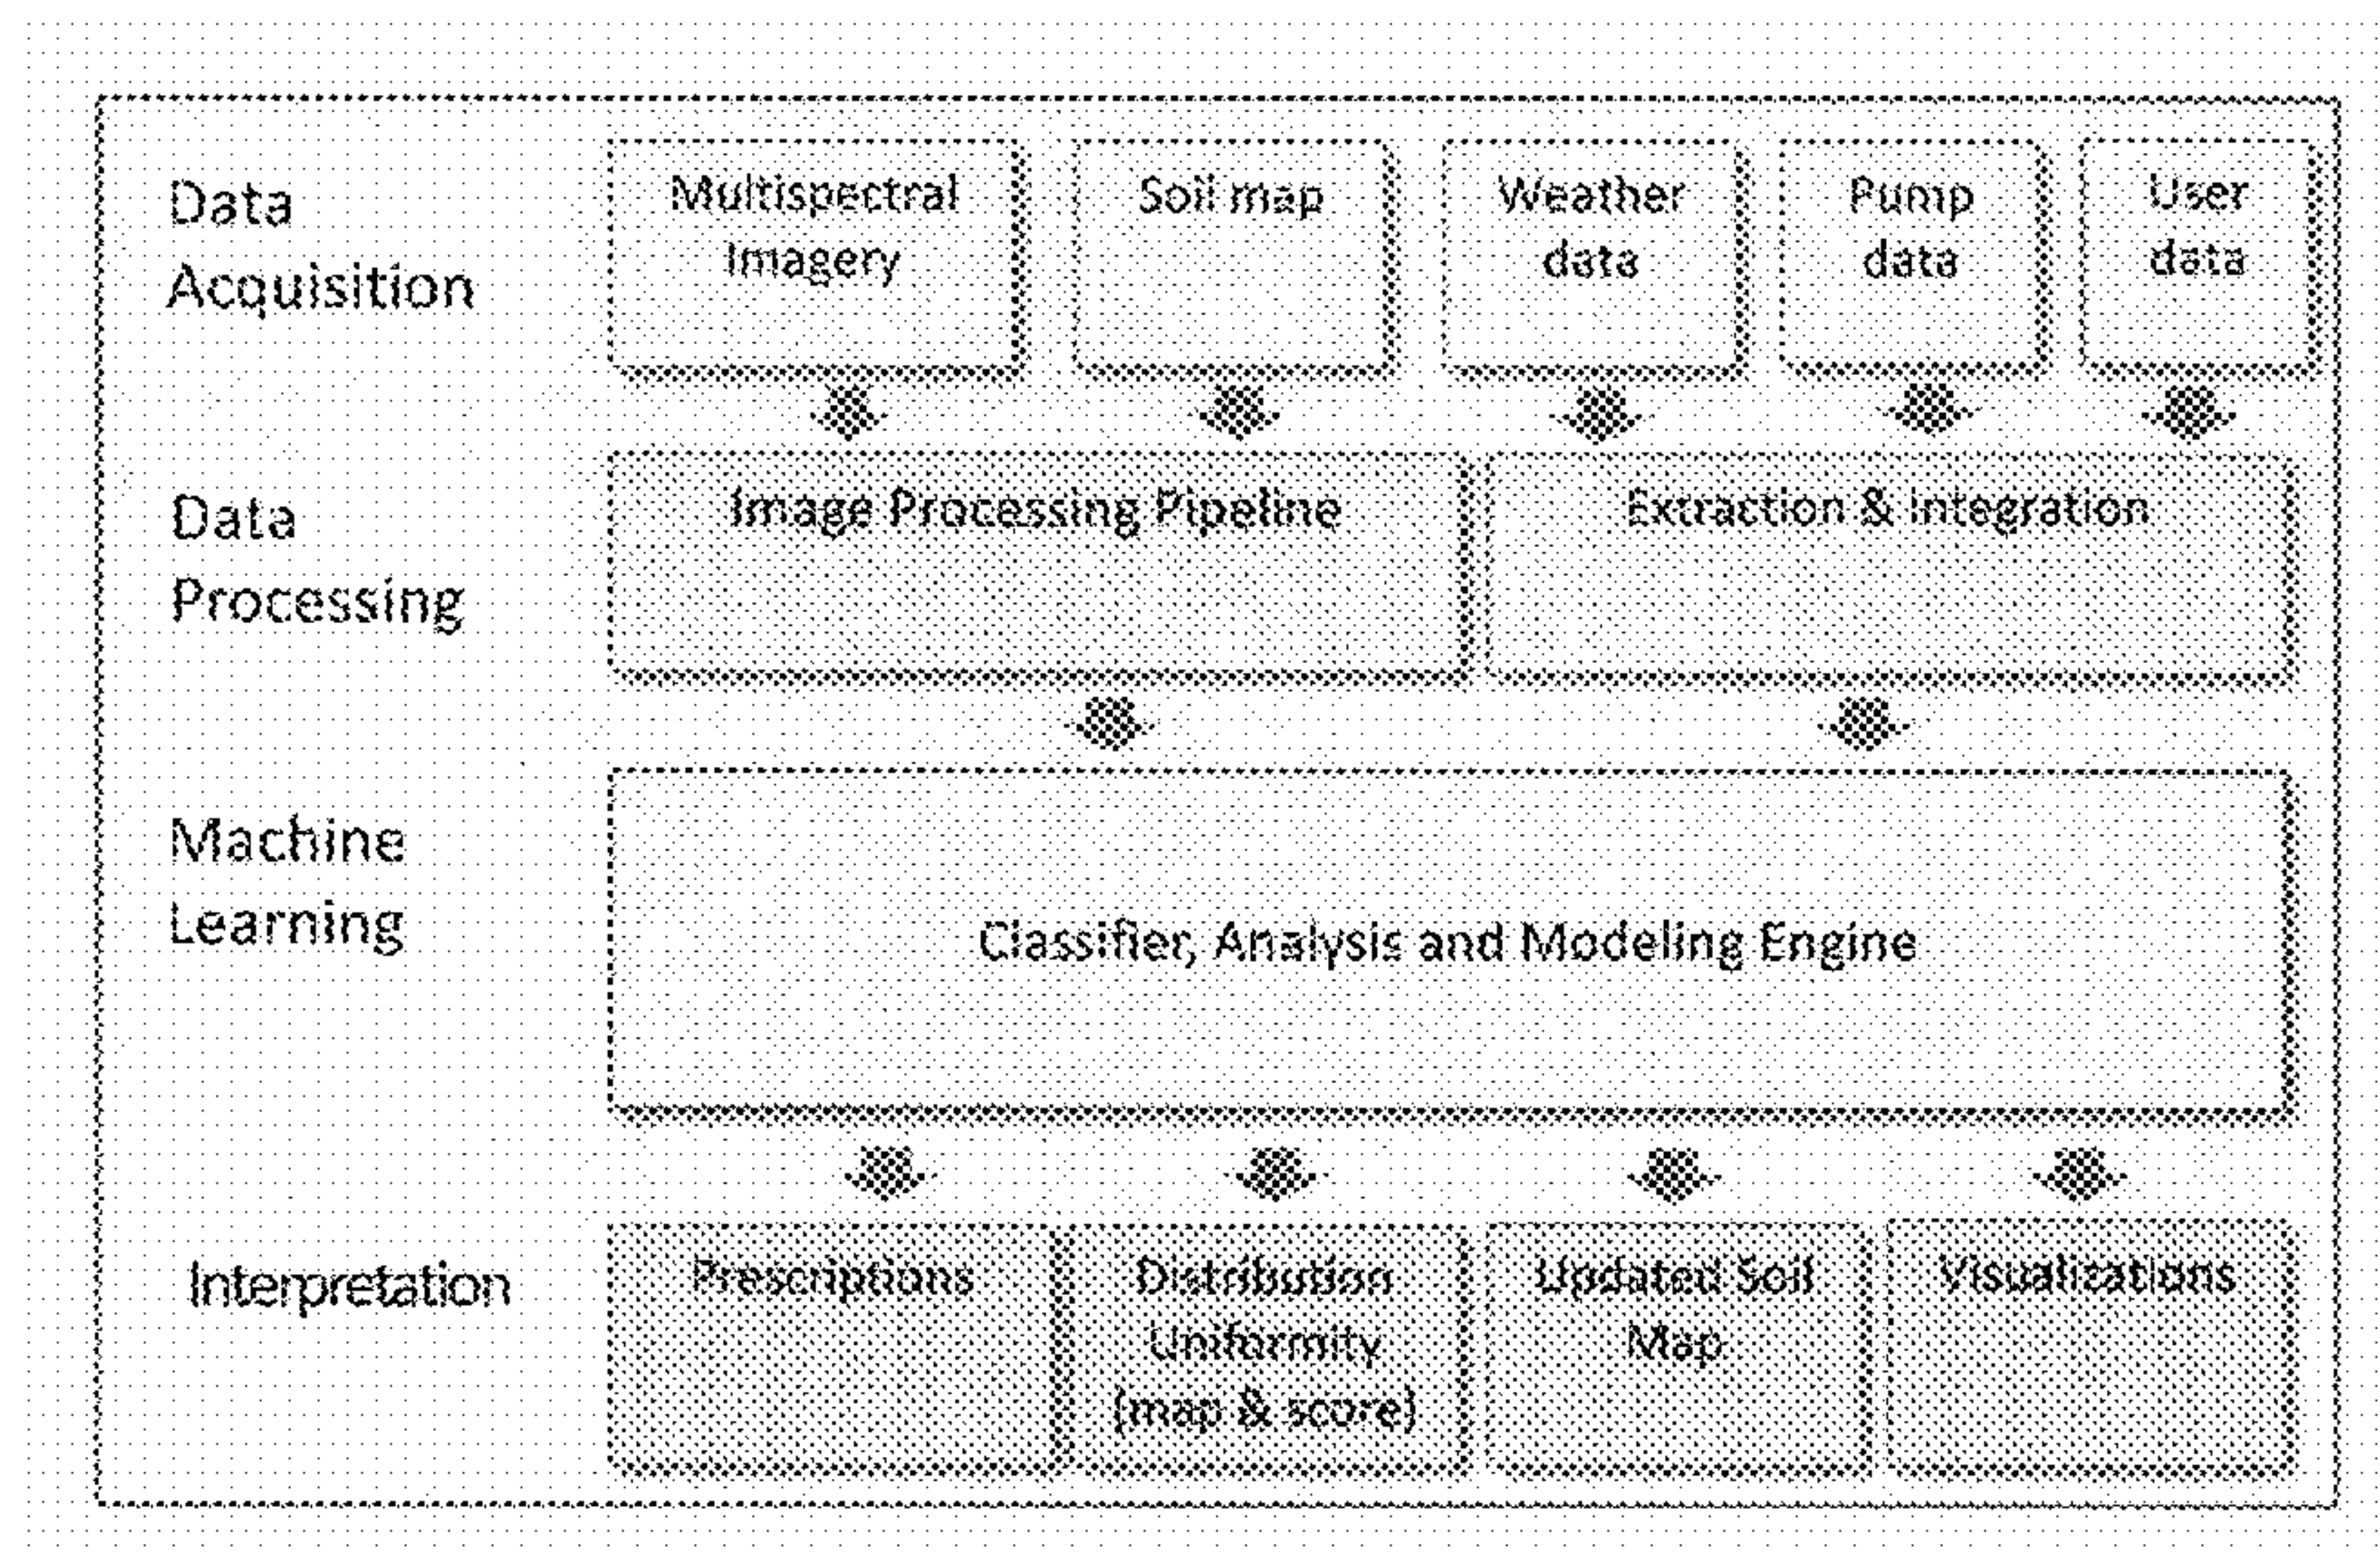 Data
Acquisition
Multispectral
Imagery
Soil map
Weather
data
Pump
data
User
data
Data
Processing
Image Processing Pipeline
Extraction & Integration
Machine
Learning
Classifier, Analysis and Modeling Engine
Interpretation
Prescriptions
Distribution
Uniformity
(map & score)
Updated Soil
Map
Visualizations